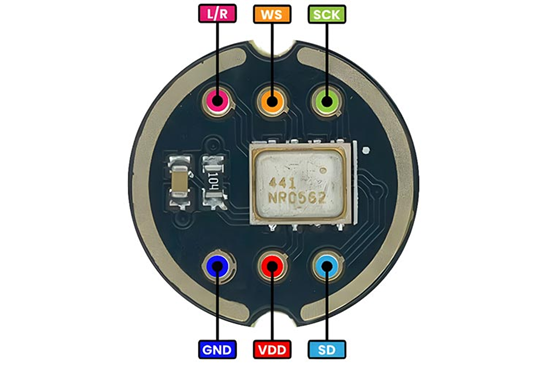 L/R WS SCK
104
441
NR0562
GND VDD SD